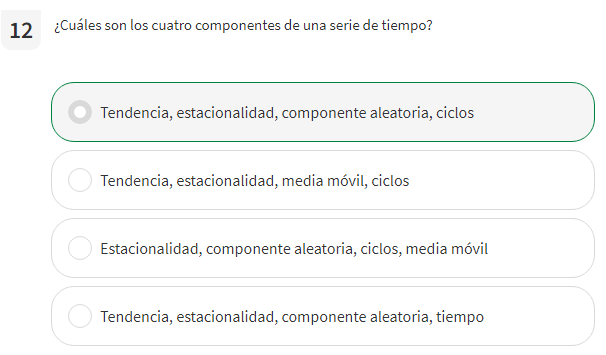 12
¿Cuáles son los cuatro componentes de una serie de tiempo?
Tendencia, estacionalidad, componente aleatoria, ciclos
Tendencia, estacionalidad, media móvil, ciclos
Estacionalidad, componente aleatoria, ciclos, media móvil
Tendencia, estacionalidad, componente aleatoria, tiempo